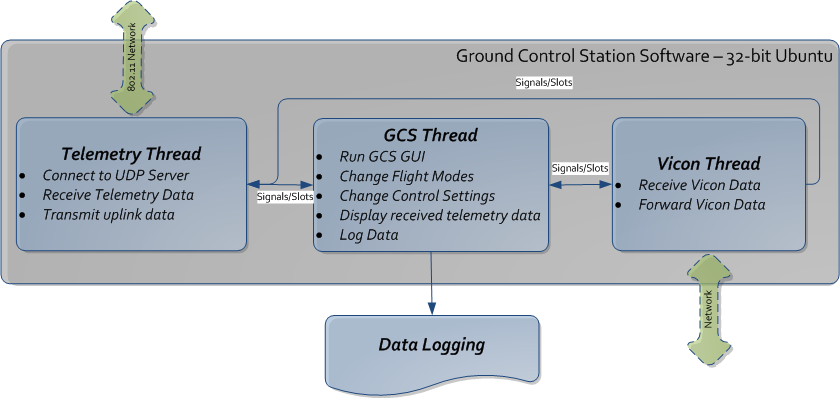 802.11 Network
Ground Control Station Software – 32-bit Ubuntu
Signals/Slots
Telemetry Thread
• Connect to UDP Server
• Receive Telemetry Data
• Transmit uplink data
Signals/Slots
GCS Thread
• Run GCS GUI
• Change Flight Modes
• Change Control Settings
• Display received telemetry data
• Log Data
Signals/Slots
Vicon Thread
• Receive Vicon Data
• Forward Vicon Data
Network
Data Logging